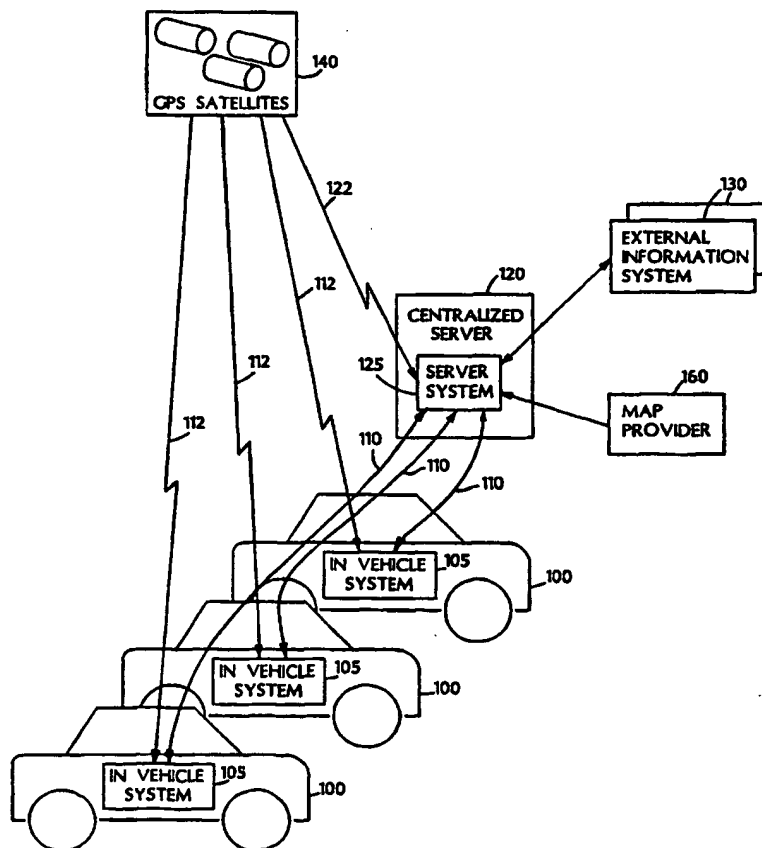 140
GPS SATELLITES
122
130
EXTERNAL
INFORMATION
SYSTEM
120
CENTRALIZED
SERVER
112
125
SERVER
SYSTEM
160
MAP
PROVIDER
112
112
110
110
110
IN VEHICLE
SYSTEM
105
100
IN VEHICLE
SYSTEM
105
100
IN VEHICLE
SYSTEM
105
100